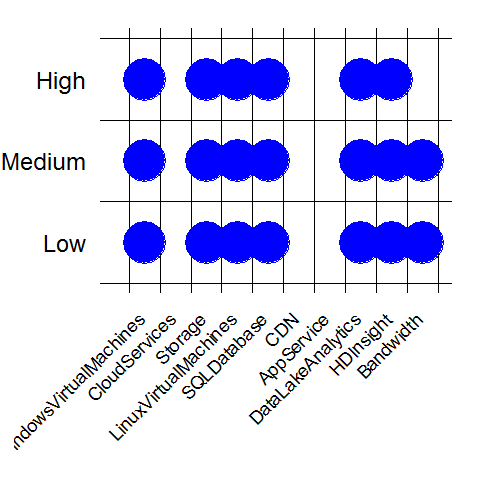 High
Medium
Low
ndowsVirtualMachines
CloudServices
Storage
LinuxVirtualMachines
SQLDatabase
CDN
AppService
DataLakeAnalytics
HDInsight
Bandwidth